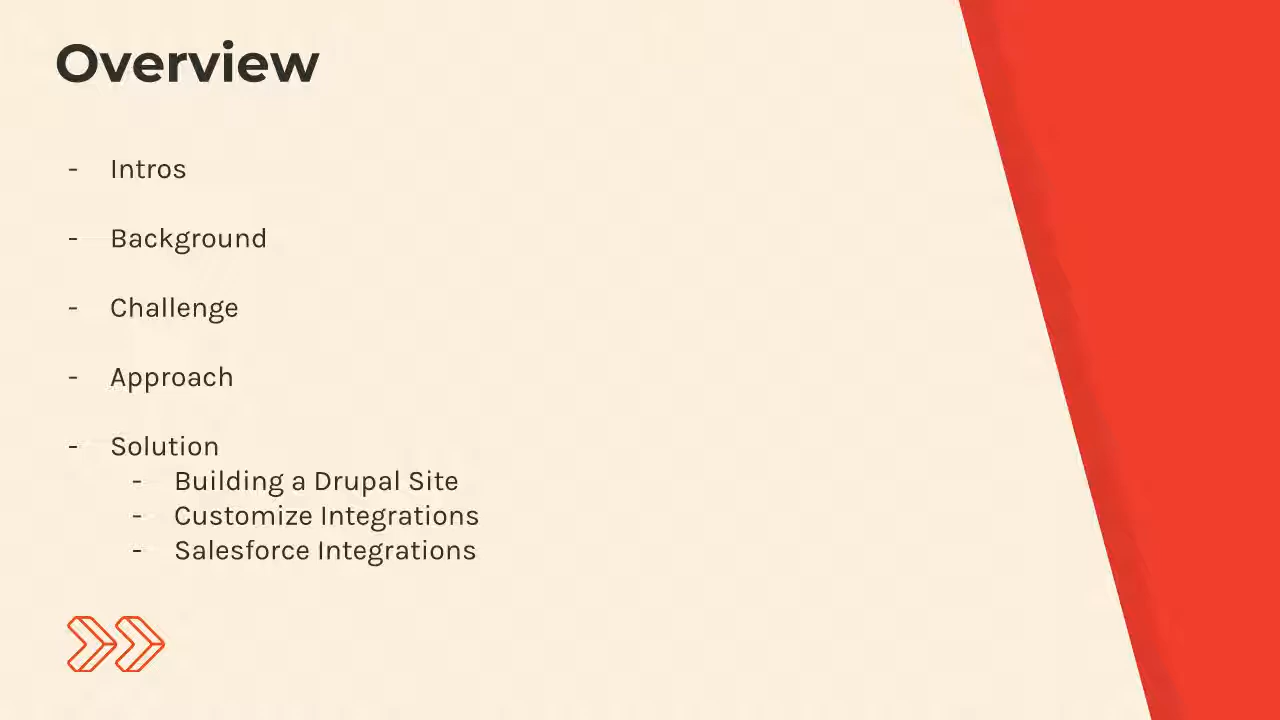 Overview
- Intros
- Background
- Challenge
- Approach
- Solution
- Building a Drupal Site
- Customize Integrations
- Salesforce Integrations